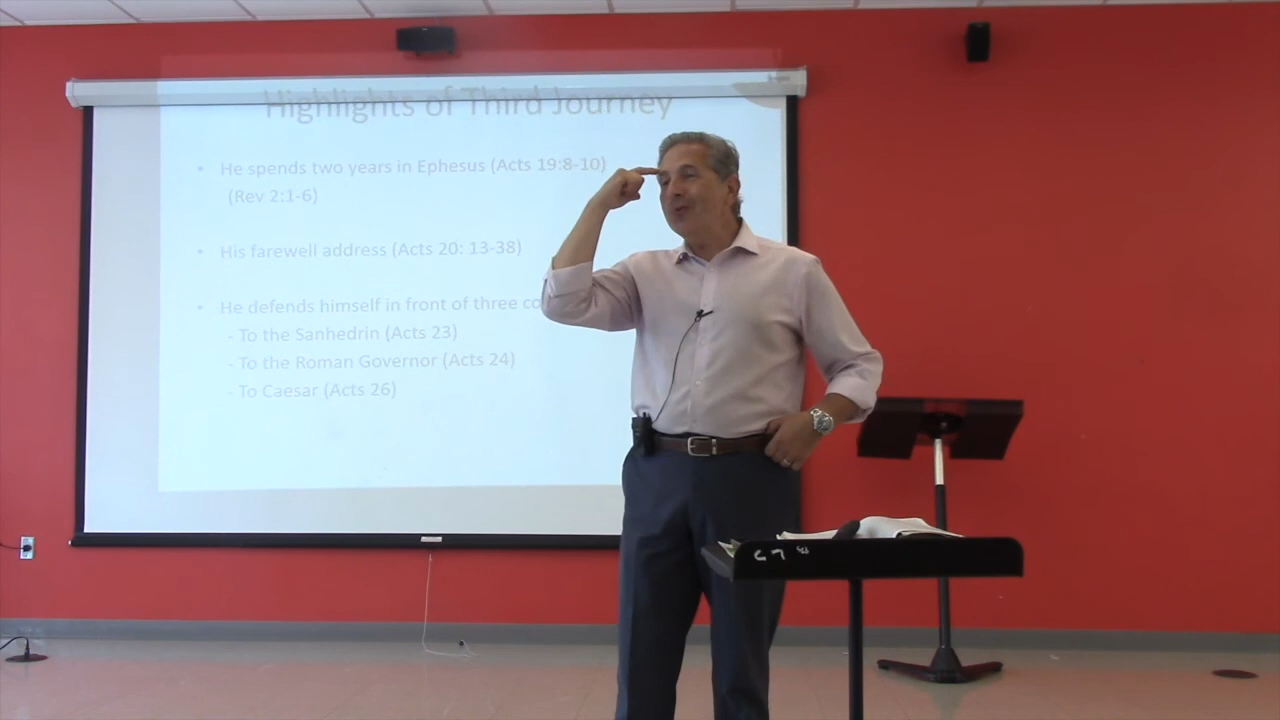 Highlights of Third Journey
• He spends two years in Ephesus (Acts 19:8-10)
(Rev 2:1-6)
• His farewell address (Acts 20: 13-38)
• He defends himself in front of three
- To the Sanhedrin (Acts 23)
- To the Roman Governor (Acts 24)
- To Caesar (Acts 26)